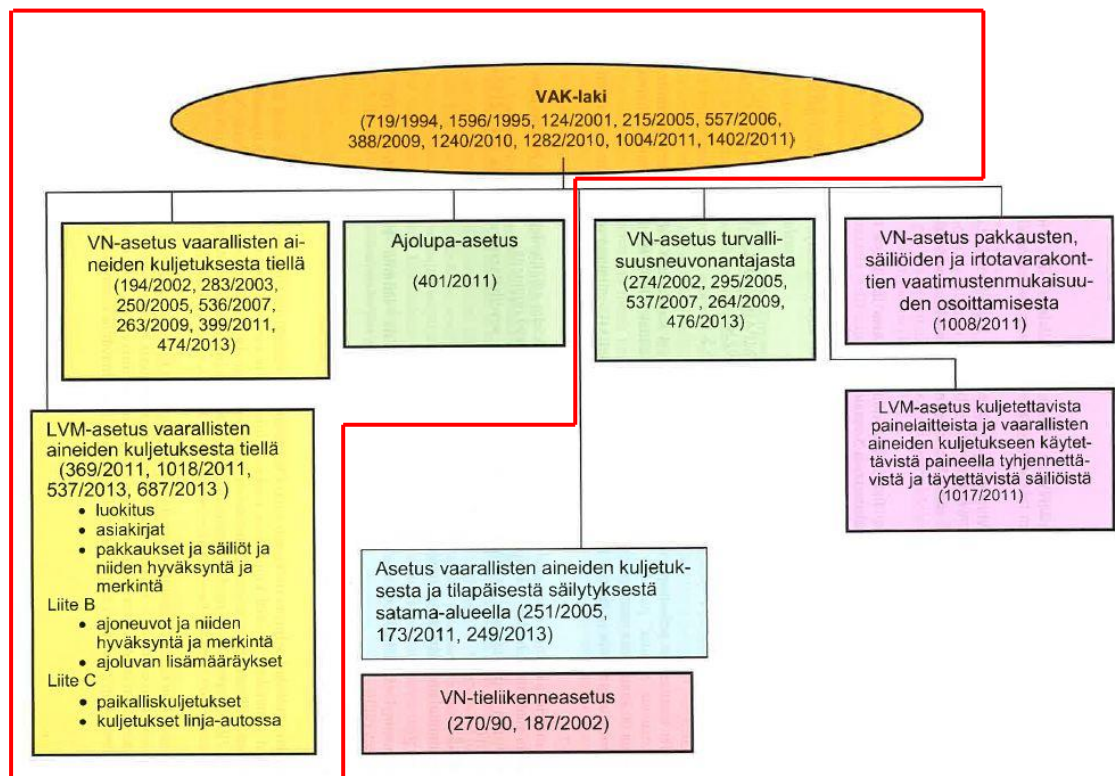 VAK-laki
(719/1994, 1596/1995, 124/2001, 215/2005, 557/2006,
388/2009, 1240/2010, 1282/2010, 1004/2011, 1402/2011)
VN-asetus vaarallisten ai-
neiden kuljetuksesta tiellä
(194/2002, 283/2003,
250/2005, 536/2007,
263/2009, 399/2011,
474/2013)
Ajolupa-asetus
(401/2011)
VN-asetus turvalli-
suusneuvonantajasta
(274/2002, 295/2005,
537/2007, 264/2009,
476/2013)
VN-asetus pakkausten,
säiliöiden ja irtotavarakont-
tien vaatimustenmukaisuu-
den osoittamisesta
(1008/2011)
LVM-asetus vaarallisten
aineiden kuljetuksesta tiellä
(369/2011, 1018/2011,
537/2013, 687/2013 )
• luokitus
• asiakirjat
• pakkaukset ja säiliöt ja
niiden hyväksyntä ja
merkintä
Liite B
• ajoneuvot ja niiden
hyväksyntä ja merkintä
• ajoluvan lisämääräykset
Liite C
• paikalliskuljetukset
• kuljetukset linja-autossa
LVM-asetus kuljetettavista
painelaitteista ja vaarallisten
aineiden kuljetukseen käytet-
tävistä paineella tyhjennettä-
vistä ja täytettävistä säiliöistä
(1017/2011)
Asetus vaarallisten aineiden kuljetuk-
sesta ja tilapäisestä säilytyksestä
satama-alueella (251/2005,
173/2011, 249/2013)
VN-tieliikenneasetus
(270/90, 187/2002)